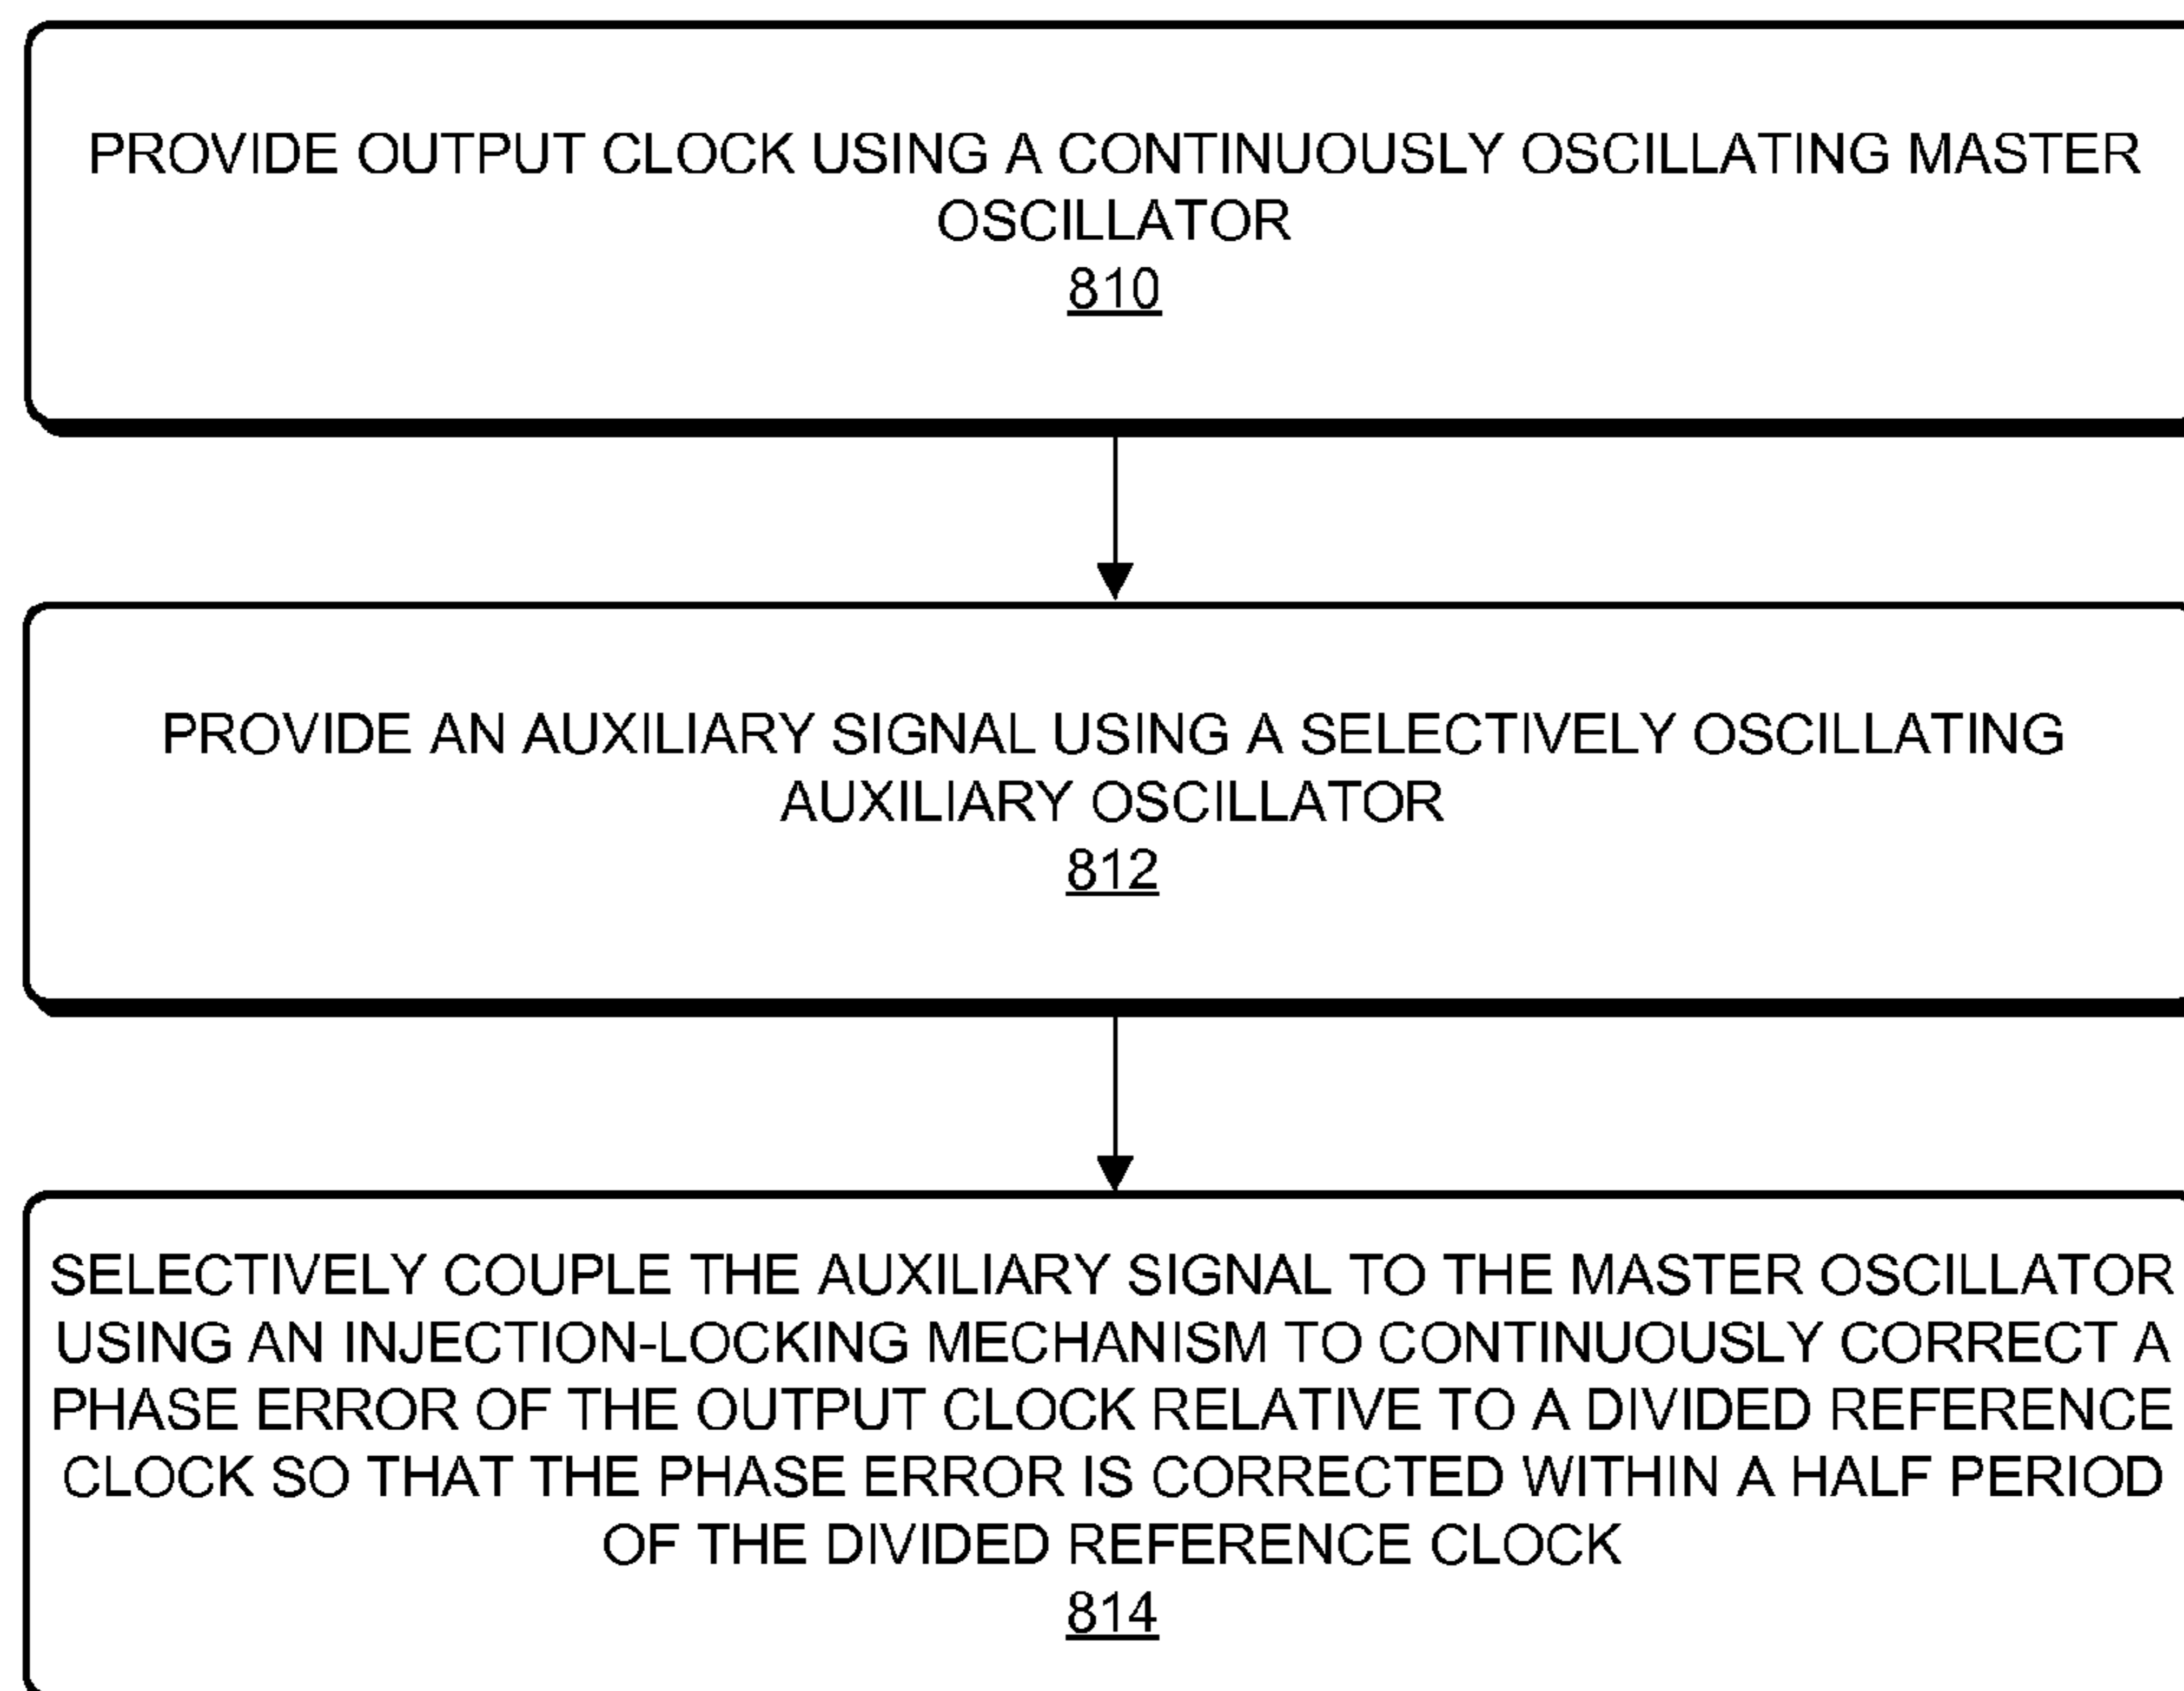 PROVIDE OUTPUT CLOCK USING A CONTINUOUSLY OSCILLATING MASTER
OSCILLATOR
810
PROVIDE AN AUXILIARY SIGNAL USING A SELECTIVELY OSCILLATING
AUXILIARY OSCILLATOR
812
SELECTIVELY COUPLE THE AUXILIARY SIGNAL TO THE MASTER OSCILLATOR
USING AN INJECTION-LOCKING MECHANISM TO CONTINUOUSLY CORRECT A
PHASE ERROR OF THE OUTPUT CLOCK RELATIVE TO A DIVIDED REFERENCE
CLOCK SO THAT THE PHASE ERROR IS CORRECTED WITHIN A HALF PERIOD
OF THE DIVIDED REFERENCE CLOCK
814